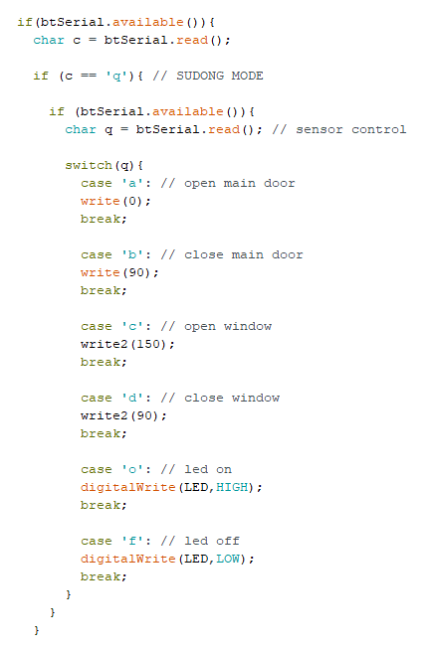 if(btSerial.available()){
char c = btSerial.read();
if (c == 'q'){ // SUDONG MODE
if (btSerial.available()){
char q = btSerial.read(); // sensor control
switch(q){
case 'a': // open main door
write(0);
break;
case 'b': // close main door
write(90);
break;
case 'c': // open window
write2(150);
break;
case 'd': // close window
write2(90);
break;
case 'o': // led on
digitalWrite(LED,HIGH);
break;
case 'f': // led off
digitalWrite(LED,LOW);
break;
}
}
}